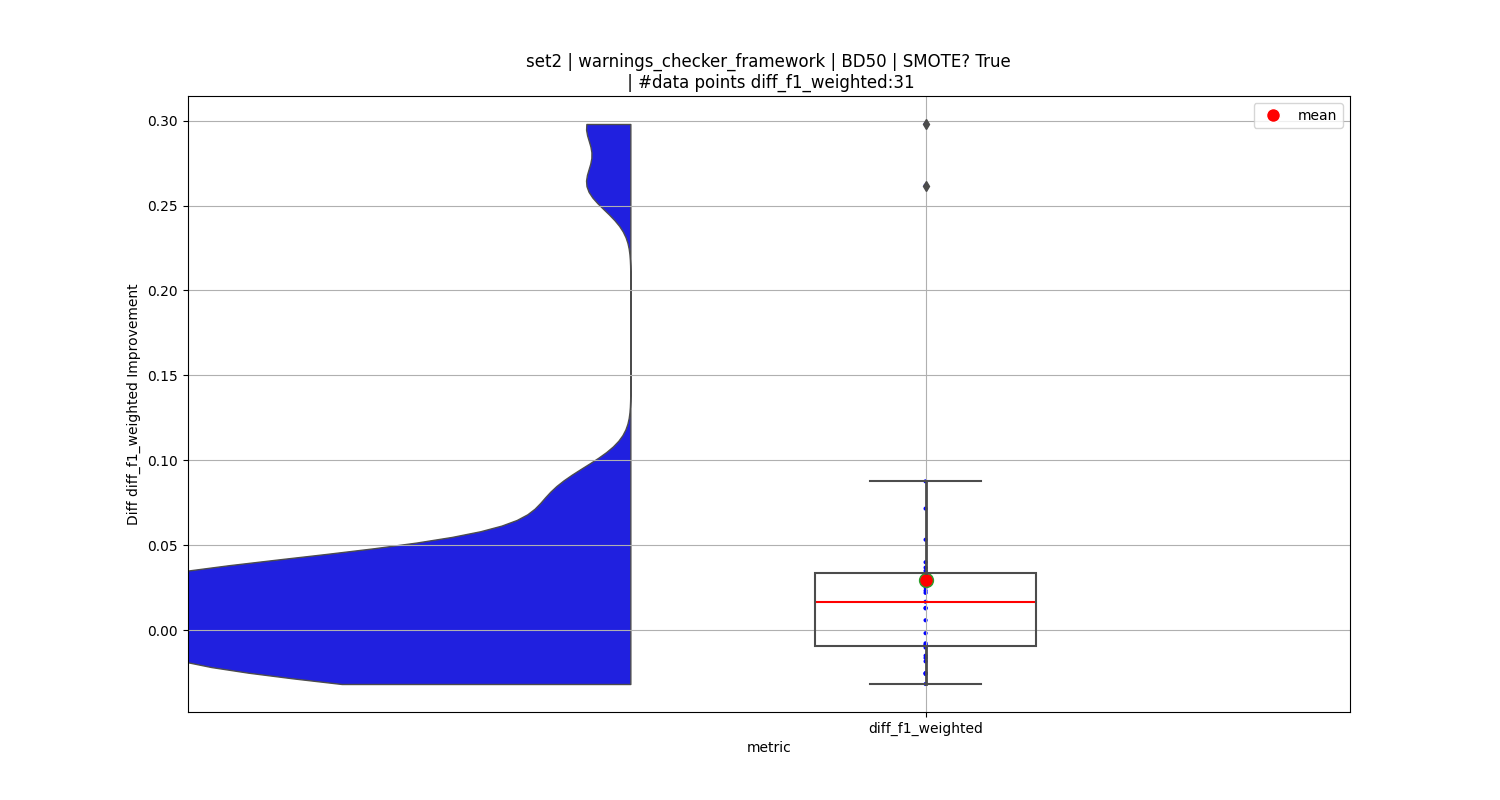 set2 | warnings_checker_framework | BD50 | SMOTE? True
| #data points diff_f1_weighted:31
mean
0.30
0.25
0.20
0.15
0.10
0.05
0.00
Diff diff_f1_weighted Improvement
diff_f1_weighted
metric